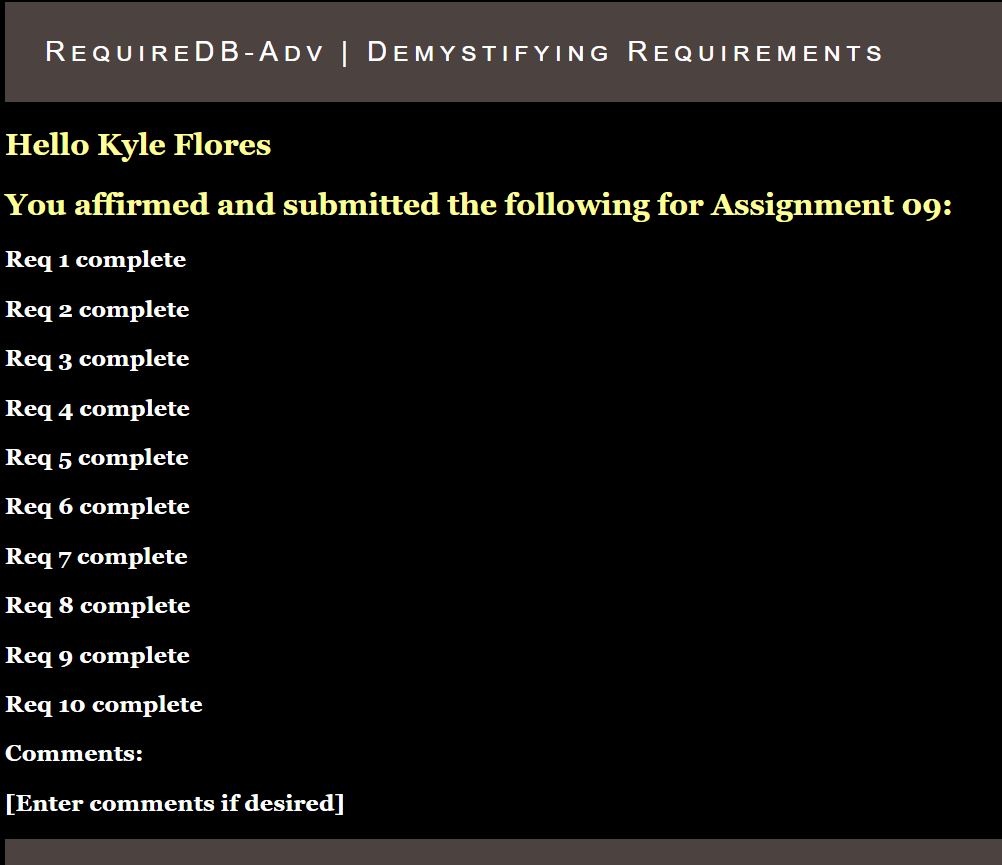 RequireDB-Adv | Demystifying Requirements
Hello Kyle Flores
You affirmed and submitted the following for Assignment 09:
Req 1 complete
Req 2 complete
Req 3 complete
Req 4 complete
Req 5 complete
Req 6 complete
Req 7 complete
Req 8 complete
Req 9 complete
Req 10 complete
Comments:
[Enter comments if desired]